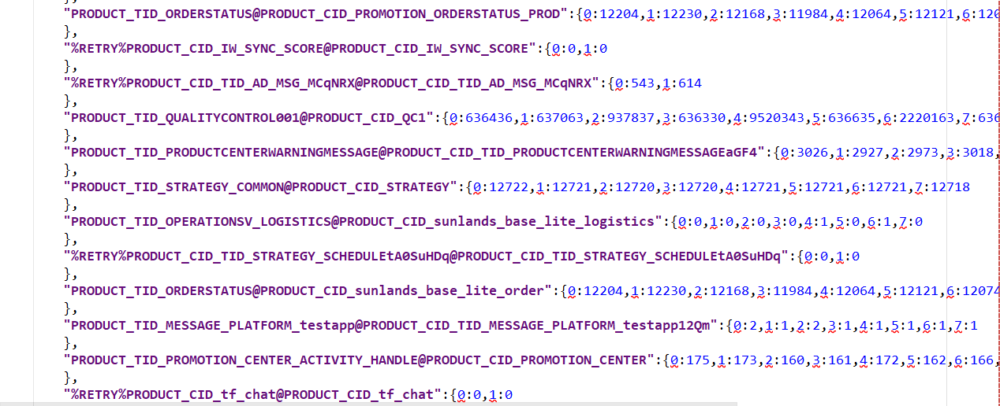 "PRODUCT_TID_ORDERSTATUS@PRODUCT_CID_PROMOTION_ORDERSTATUS_PROD":{0:12204,1:12230,2:12168,3:11984,4:12064,5:12121,6:120
},
"%RETRY%PRODUCT_CID_IW_SYNC_SCORE@PRODUCT_CID_IW_SYNC_SCORE":{0:0,1:0
},
"%RETRY%PRODUCT_CID_TID_AD_MSG_MCqNRX@PRODUCT_CID_TID_AD_MSG_MCqNRX":{0:543,1:614
},
"PRODUCT_TID_QUALITYCONTROL001@PRODUCT_CID_QC1":{0:636436,1:637063,2:937837,3:636330,4:9520343,5:636635,6:2220163,7:636
},
"PRODUCT_TID_PRODUCTCENTERWARNINGMESSAGE@PRODUCT_CID_TID_PRODUCTCENTERWARNINGMESSAGEaGF4":{0:3026,1:2927,2:2973,3:3018,
},
"PRODUCT_TID_STRATEGY_COMMON@PRODUCT_CID_STRATEGY":{0:12722,1:12721,2:12720,3:12720,4:12721,5:12721,6:12721,7:12718
},
"PRODUCT_TID_OPERATIONSV_LOGISTICS@PRODUCT_CID_sunlands_base_lite_logistics":{0:0,1:0,2:0,3:0,4:1,5:0,6:1,7:0
},
"%RETRY%PRODUCT_CID_TID_STRATEGY_SCHEDULEtA0SuHDq@PRODUCT_CID_TID_STRATEGY_SCHEDULEtA0SuHDq":{0:0,1:0
},
"PRODUCT_TID_ORDERSTATUS@PRODUCT_CID_sunlands_base_lite_order":{0:12204,1:12230,2:12168,3:11984,4:12064,5:12121,6:12074
},
"PRODUCT_TID_MESSAGE_PLATFORM_testapp@PRODUCT_CID_TID_MESSAGE_PLATFORM_testapp12Qm":{0:2,1:1,2:2,3:1,4:1,5:1,6:1,7:1
},
"PRODUCT_TID_PROMOTION_CENTER_ACTIVITY_HANDLE@PRODUCT_CID_PROMOTION_CENTER":{0:175,1:173,2:160,3:161,4:172,5:162,6:166,
},
"%RETRY%PRODUCT_CID_tf_chat@PRODUCT_CID_tf_chat":{0:0,1:0